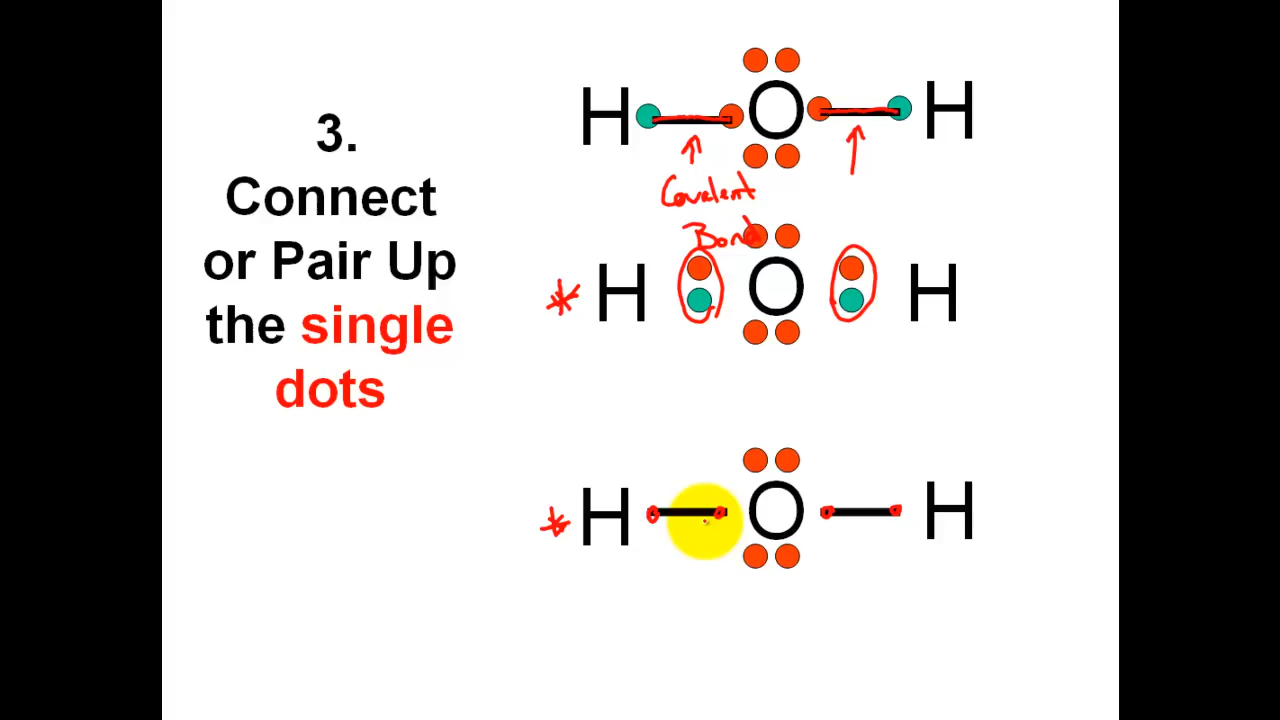 3.
Connect
or Pair Up
the single
dots
H O H
Covalent
Bond
* H O H
* H O H